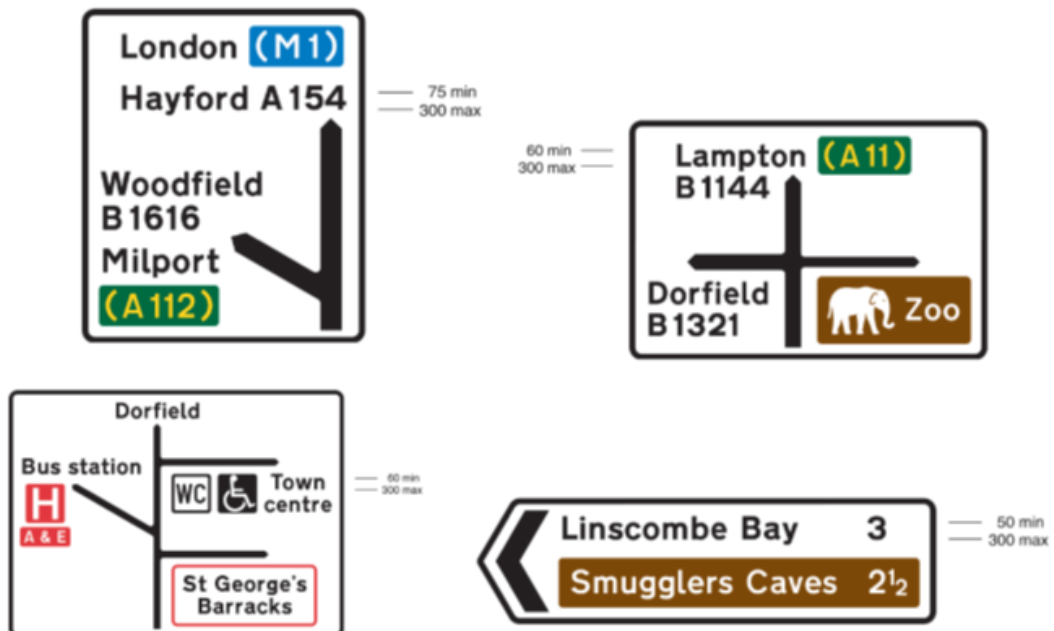 London (M1)
Hayford A154
75 min
300 max
Woodfield
B1616
Milport
(A112)
60 min
300 max
Lampton (A11)
B1144
Dorfield
B1321
Zoo
Dorfield
Bus station
H
A & E
WC
Town
centre
60 min
300 max
St George's
Barracks
Linscombe Bay 3
Smugglers Caves 2½
50 min
300 max